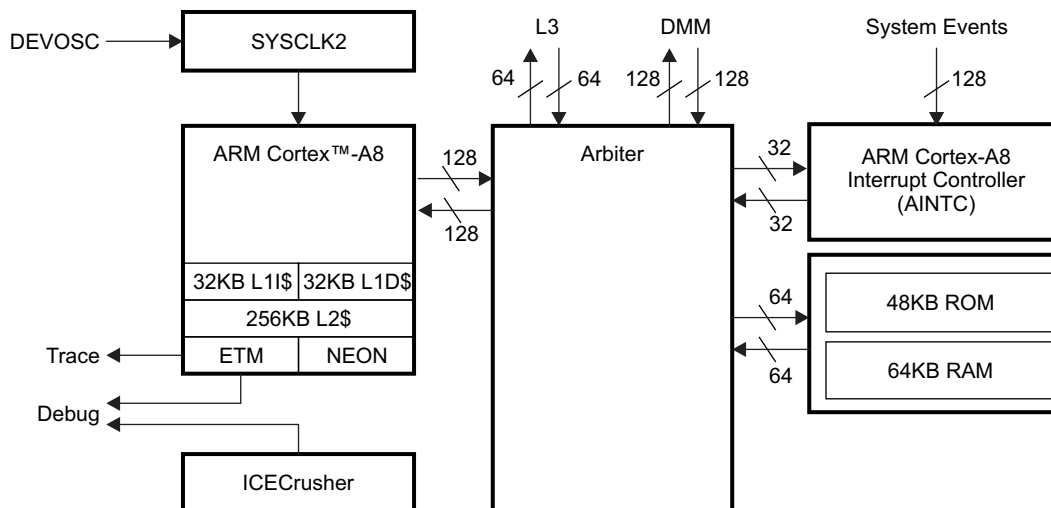 DEVOSC
SYSCLK2
L3
DMM
System Events
64
64
128
128
128
ARM Cortex™-A8
Arbiter
ARM Cortex-A8
Interrupt Controller
(AINTC)
128
128
32
32
32KB L1I$
32KB L1D$
256KB L2$
ETM
NEON
64
64
48KB ROM
64KB RAM
Trace
Debug
ICECrusher